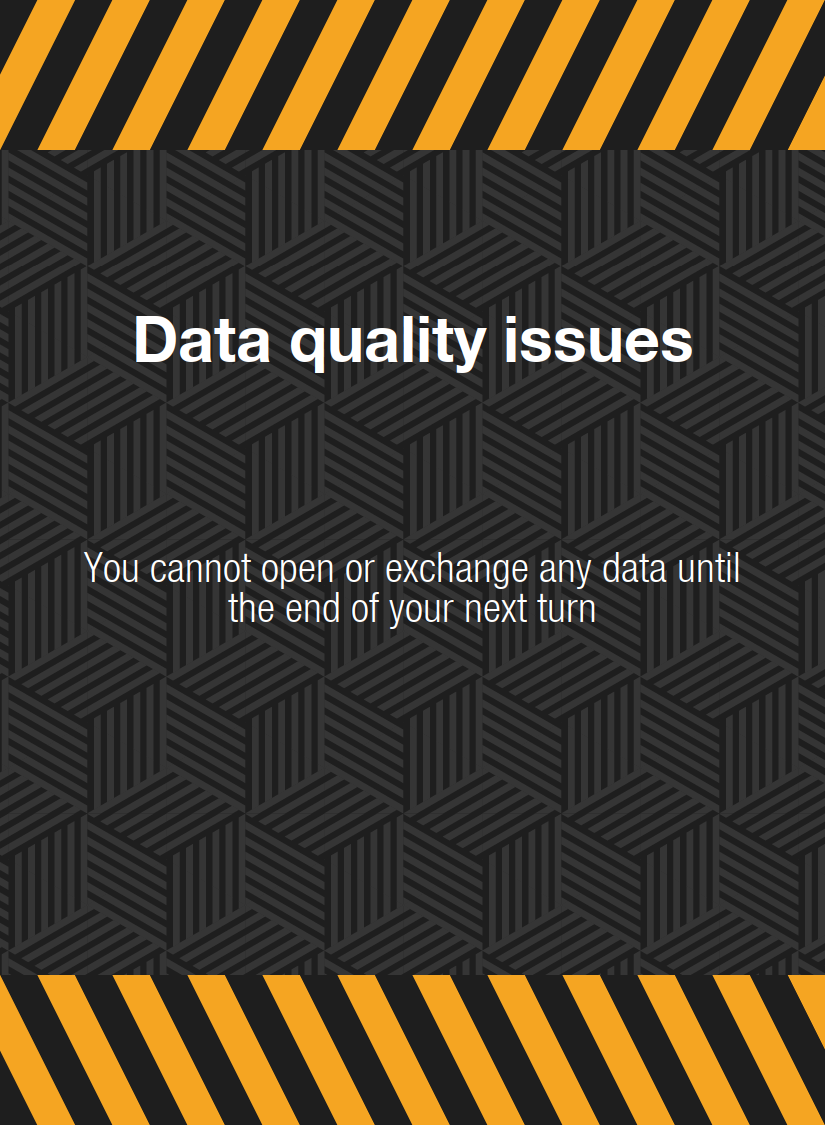 Data quality issues
You cannot open or exchange any data until
the end of your next turn